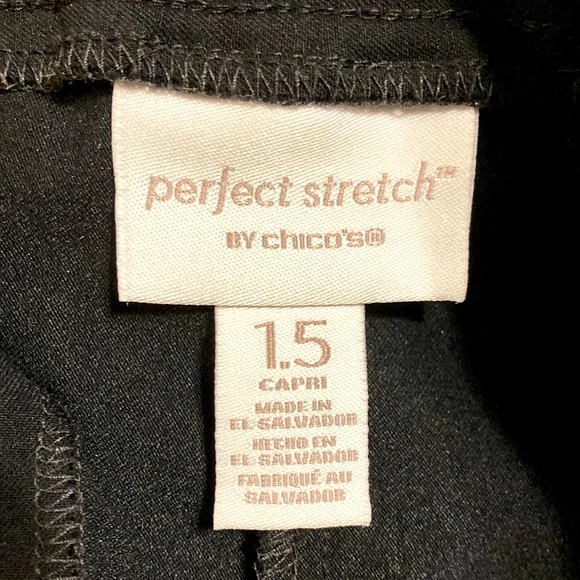 perfect stretch™
BY chico's®
1.5
CAPRI
MADE IN
EL SALVADOR
HECHO EN
EL SALVADOR
FABRIQUÉ AU
SALVADOR